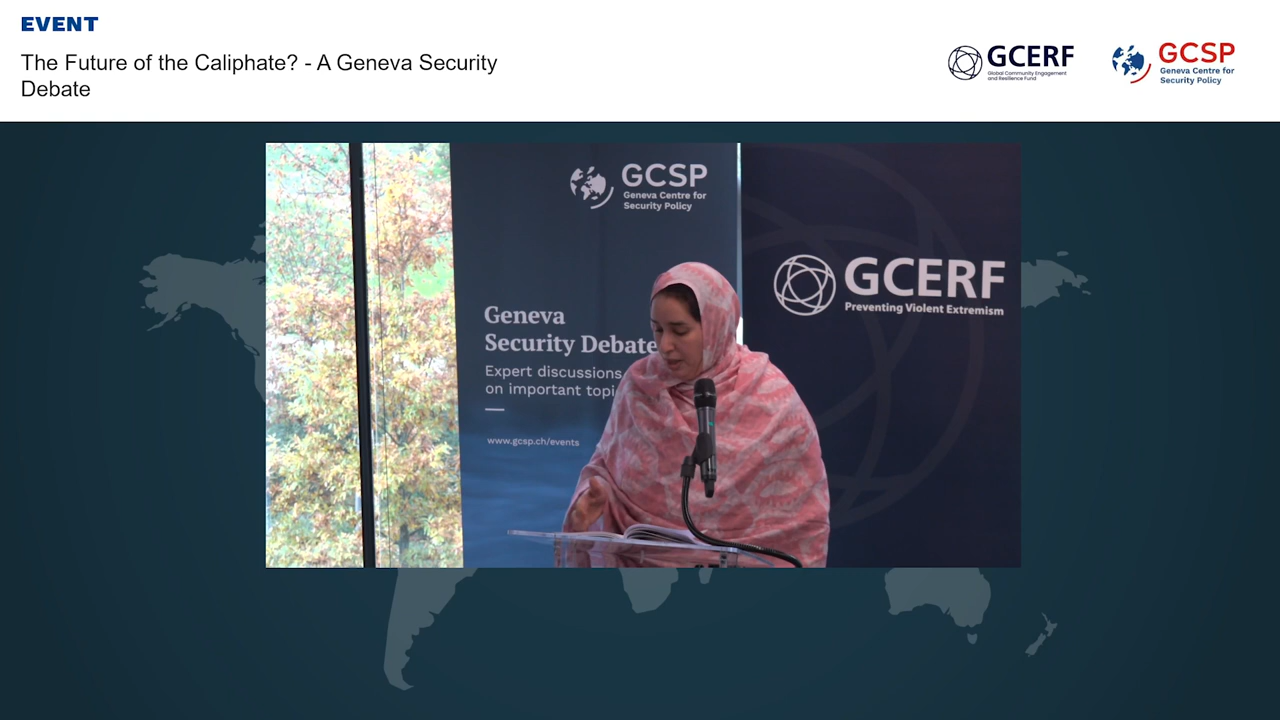 EVENT
The Future of the Caliphate? - A Geneva Security
Debate
GCERF
Global Community Engagement
and Resilience Fund
GCSP
Geneva Centre for
Security Policy
GCSP
Geneva Centre for
Security Policy
Geneva
Security Debate
Expert discussions
on important topi
www.gcsp.ch/events
GCERF
Preventing Violent Extremism